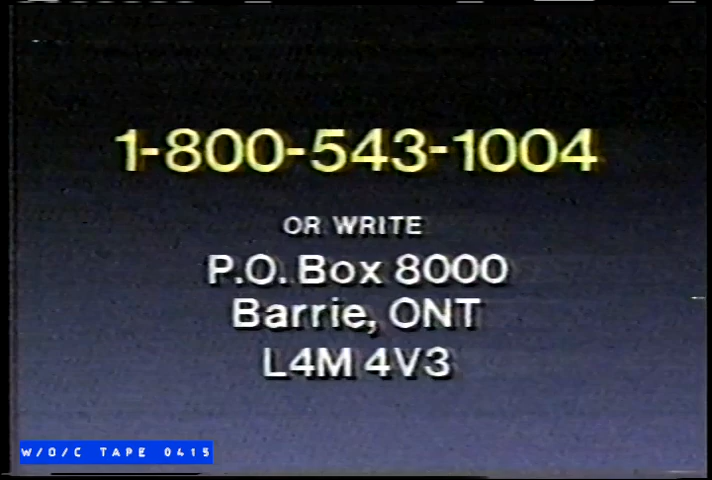 1-800-543-1004
OR WRITE
P.O. Box 8000
Barrie, ONT
L4M 4V3
W/O/C TAPE 0415